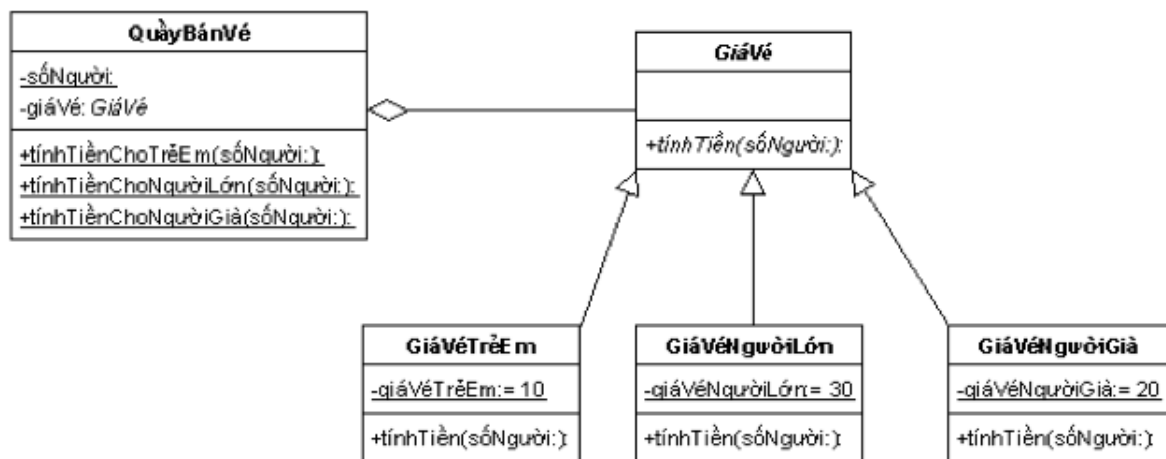 QuầyBánVé
-sốNgười:
-giáVé: GiáVé
+tínhTiềnChoTrẻEm(sốNgười:):
+tínhTiềnChoNgườiLớn(sốNgười:):
+tínhTiềnChoNgườiGià(sốNgười:):
GiáVé
+tínhTiền(sốNgười:):
GiáVéTrẻEm
-giáVéTrẻEm:= 10
+tínhTiền(sốNgười:):
GiáVéNgườiLớn
-giáVéNgườiLớn:= 30
+tínhTiền(sốNgười:):
GiáVéNgườiGià
-giáVéNgườiGià:= 20
+tínhTiền(sốNgười:):